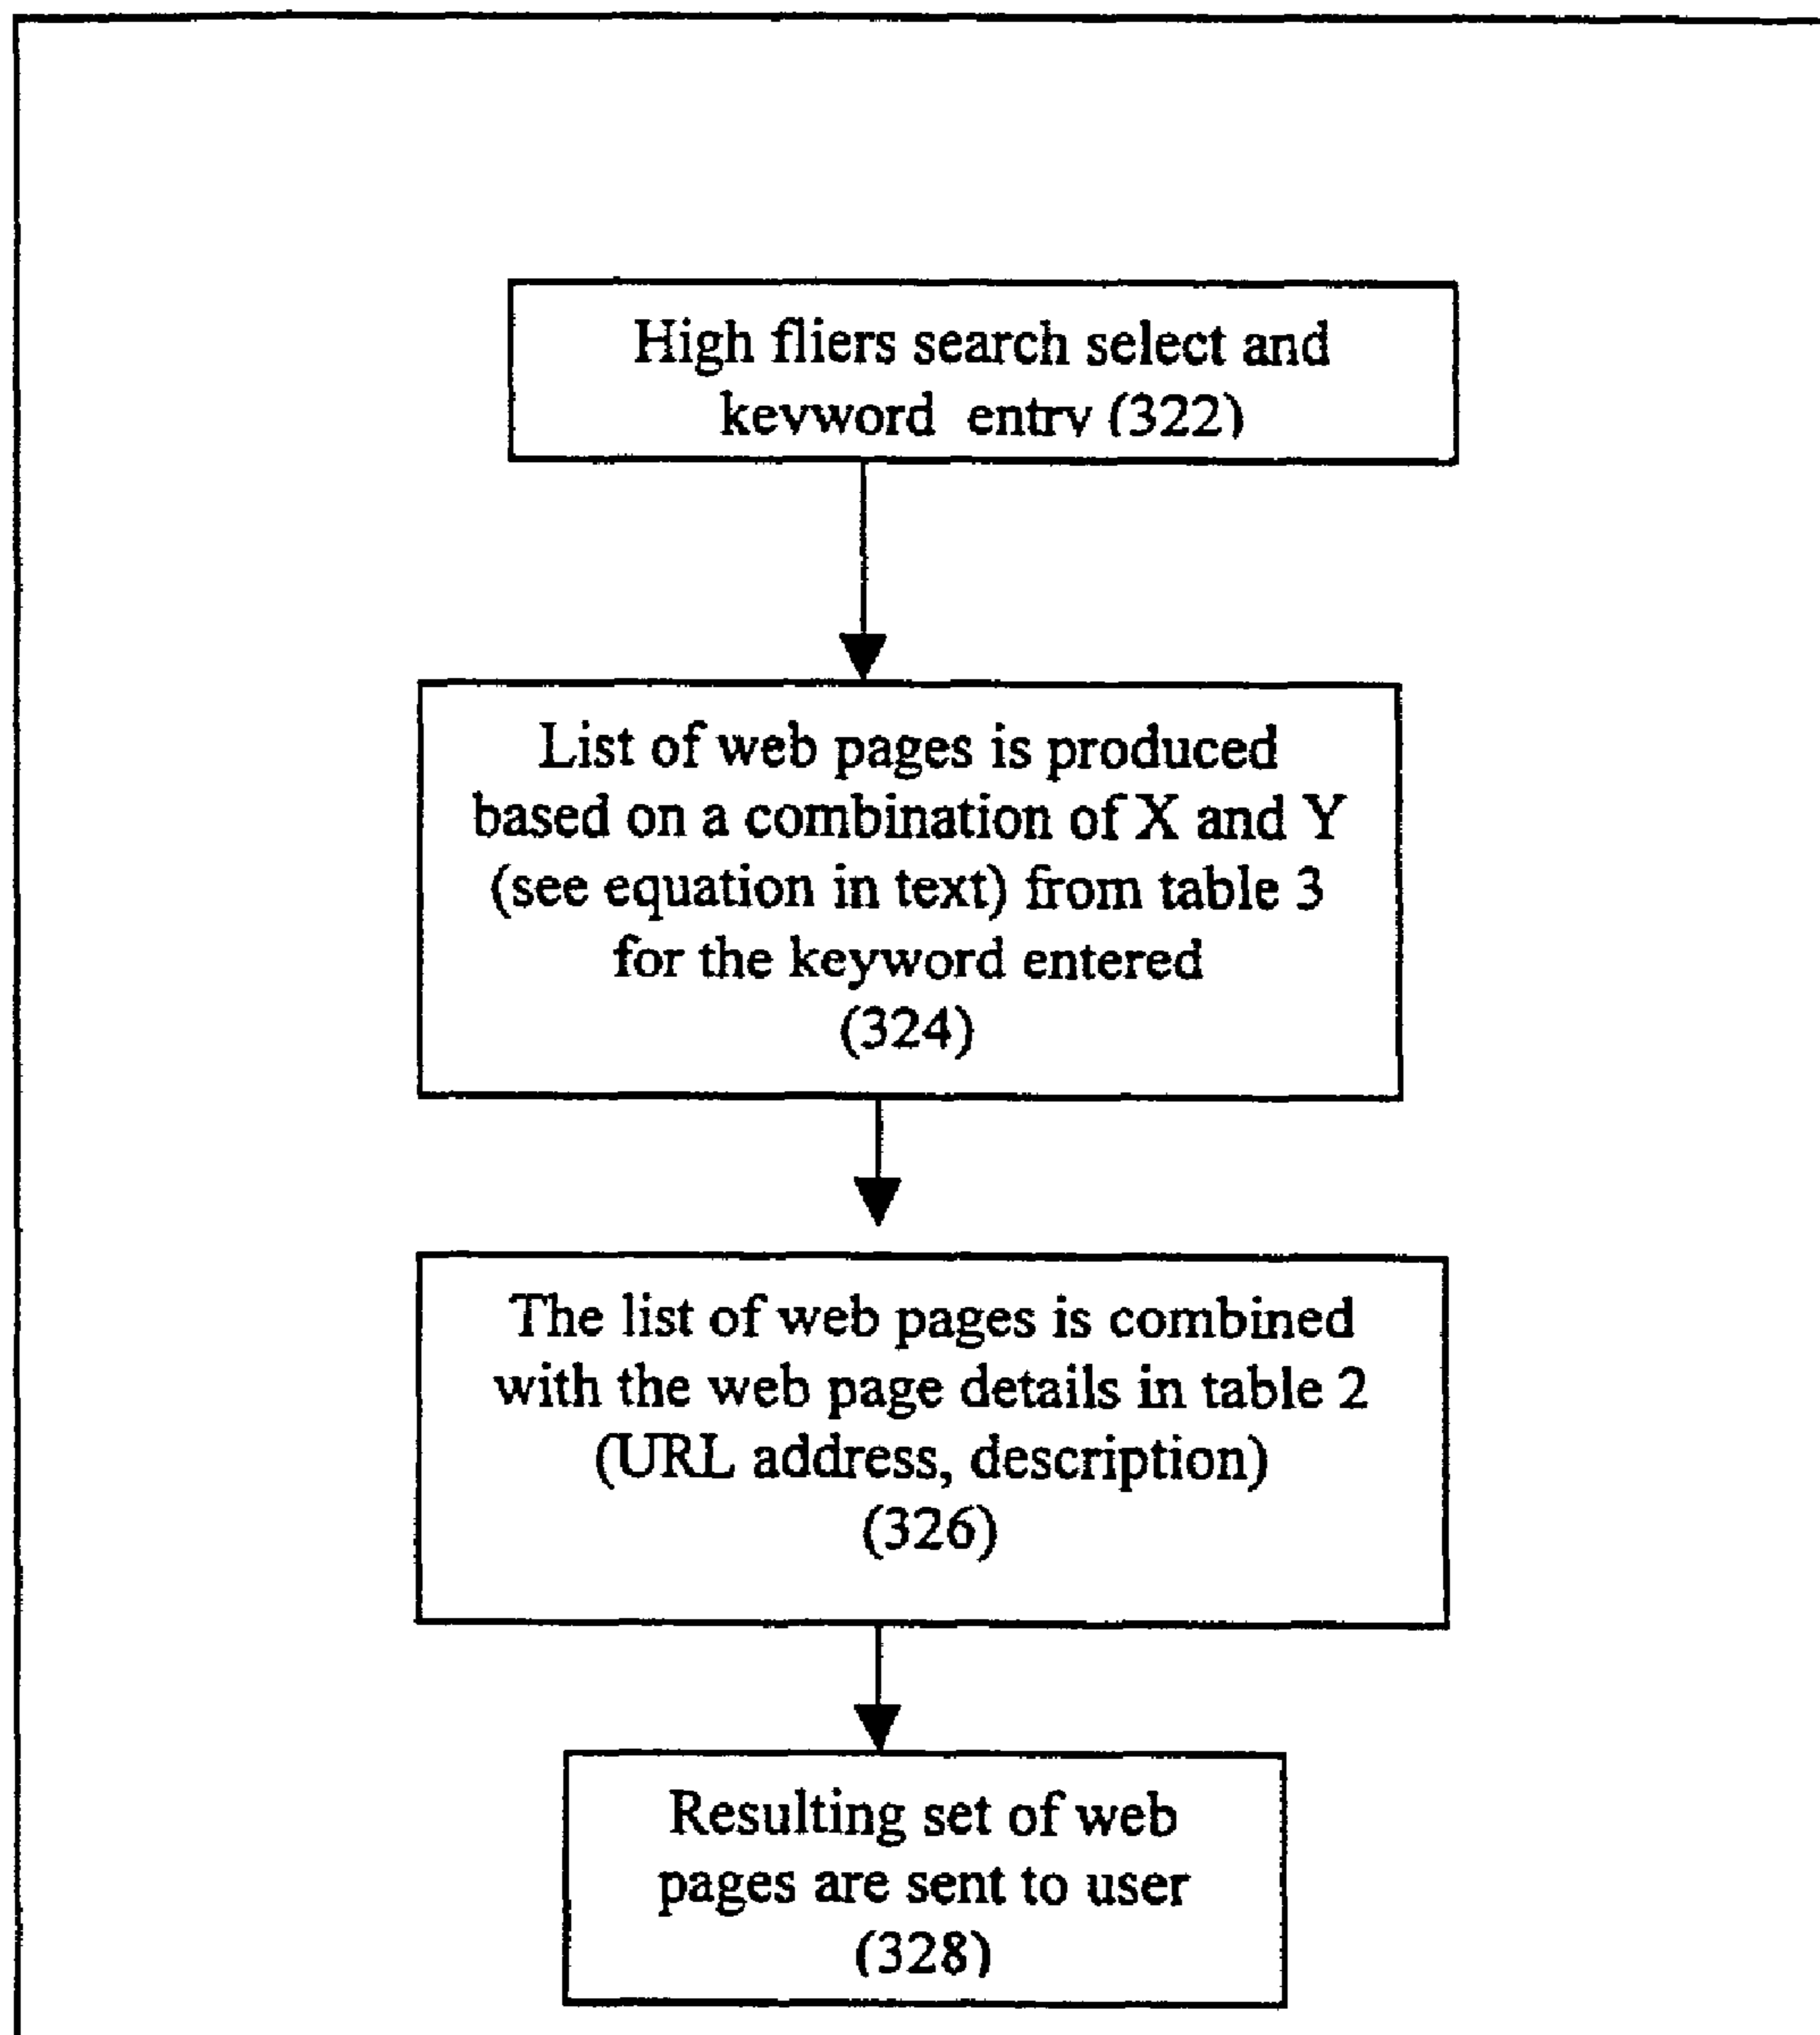 High fliers search select and
keyword entry (322)
List of web pages is produced
based on a combination of X and Y
(see equation in text) from table 3
for the keyword entered
(324)
The list of web pages is combined
with the web page details in table 2
(URL address, description)
(326)
Resulting set of web
pages are sent to user
(328)